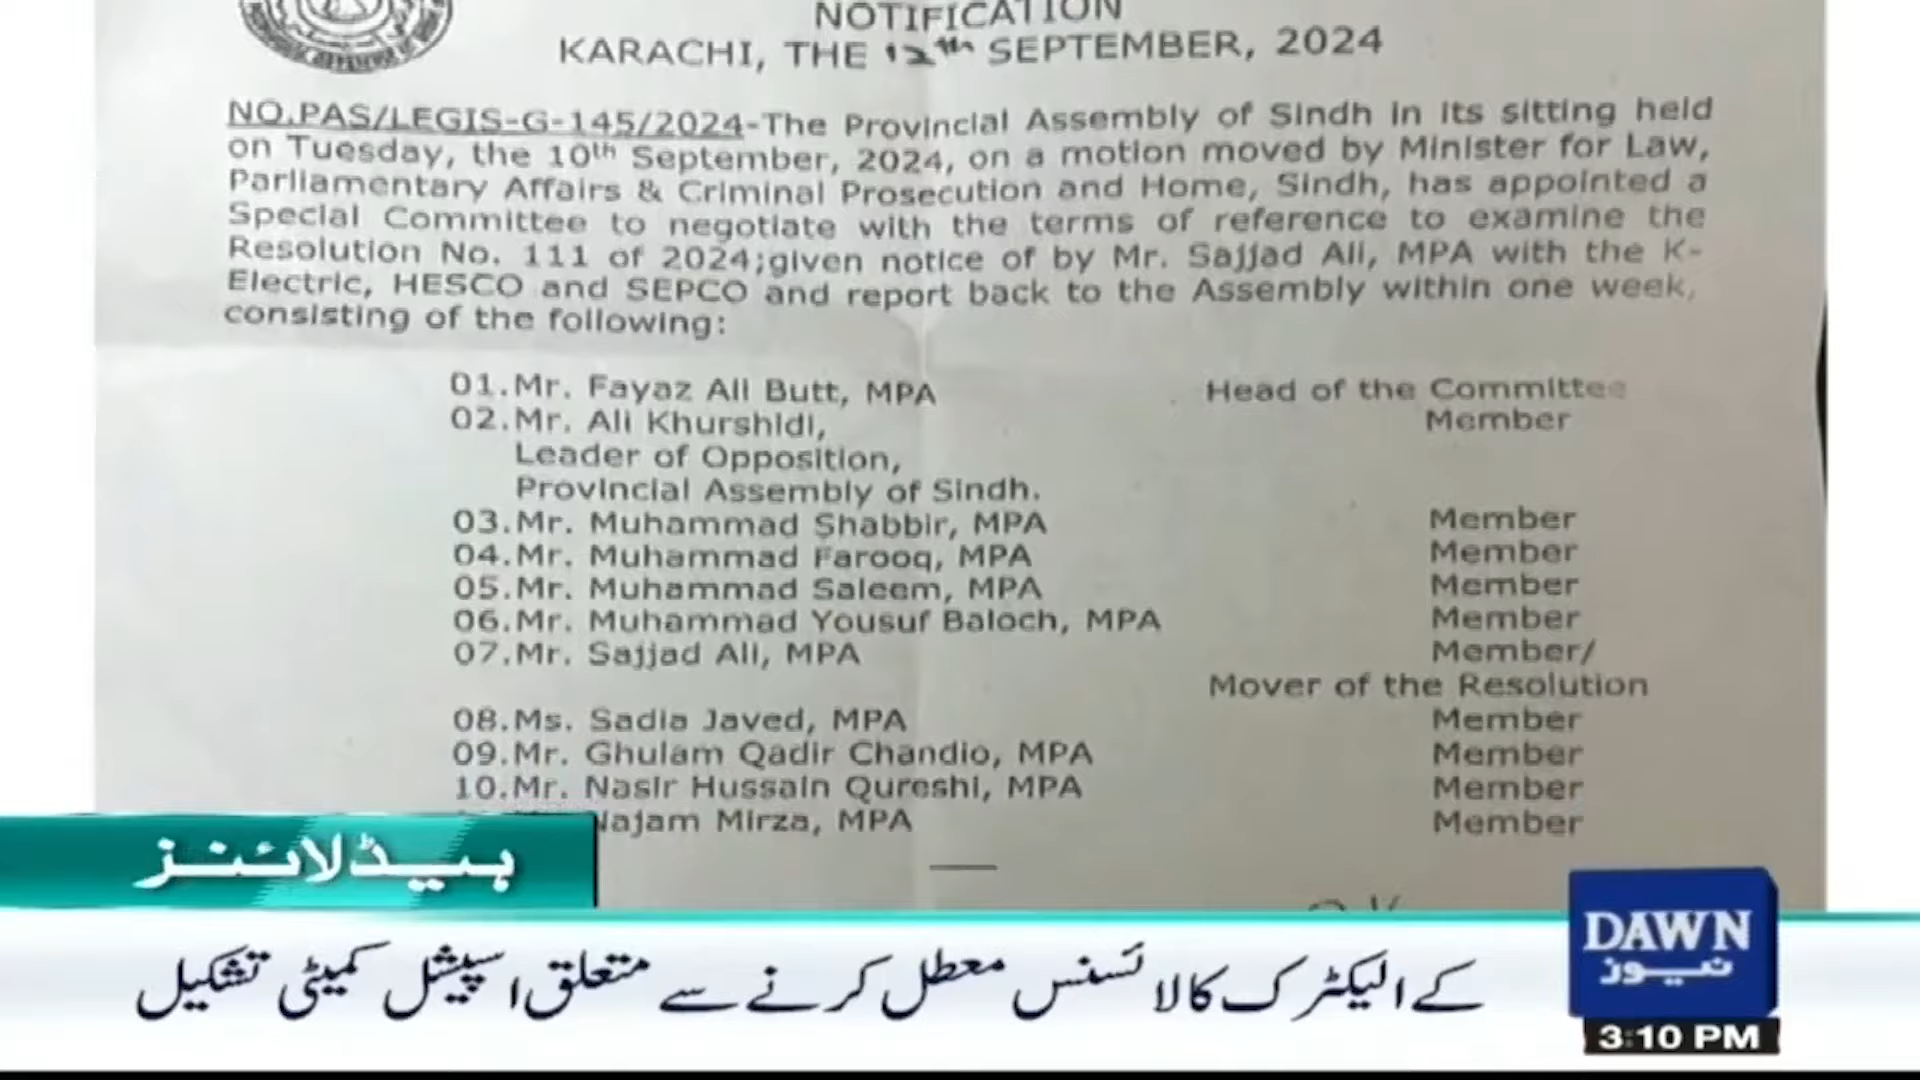 NOTIFICATION
KARACHI, THE 12th SEPTEMBER, 2024
NO.PAS/LEGIS-G-145/2024-The Provincial Assembly of Sindh in its sitting held
on Tuesday, the 10th September, 2024, on a motion moved by Minister for Law,
Parliamentary Affairs & Criminal Prosecution and Home, Sindh, has appointed a
Special Committee to negotiate with the terms of reference to examine the
Resolution No. 111 of 2024;given notice of by Mr. Sajjad Ali, MPA with the K-
Electric, HESCO and SEPCO and report back to the Assembly within one week,
consisting of the following:
01.Mr. Fayaz Ali Butt, MPA Head of the Committee
02.Mr. Ali Khurshidi, Member
Leader of Opposition,
Provincial Assembly of Sindh.
03.Mr. Muhammad Shabbir, MPA Member
04.Mr. Muhammad Farooq, MPA Member
05.Mr. Muhammad Saleem, MPA Member
06.Mr. Muhammad Yousuf Baloch, MPA Member
07.Mr. Sajjad Ali, MPA Member/
Mover of the Resolution
08.Ms. Sadia Javed, MPA Member
09.Mr. Ghulam Qadir Chandio, MPA Member
10.Mr. Nasir Hussain Qureshi, MPA Member
Najam Mirza, MPA Member
ہیڈلائنز
کے الیکٹرک کا لائسنس معطل کرنے سے متعلق اسپیشل کمیٹی تشکیل
DAWN
نیوز
3:10 PM